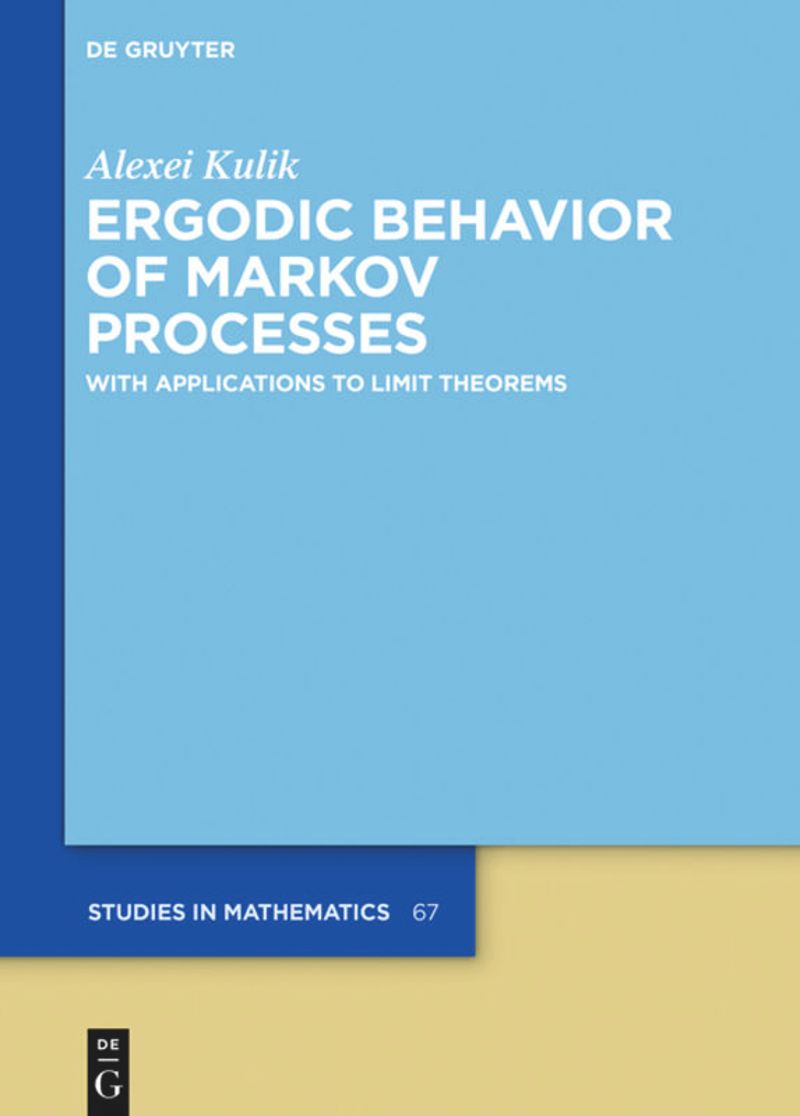 DE GRUYTER
Alexei Kulik
ERGODIC BEHAVIOR
OF MARKOV
PROCESSES
WITH APPLICATIONS TO LIMIT THEOREMS
STUDIES IN MATHEMATICS 67
DE
G